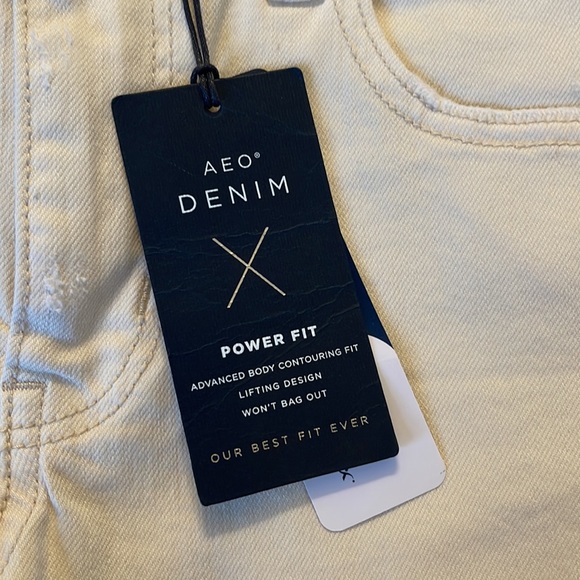 AEO®
DENIM
POWER FIT
ADVANCED BODY CONTOURING FIT
LIFTING DESIGN
WON'T BAG OUT
OUR BEST FIT EVER